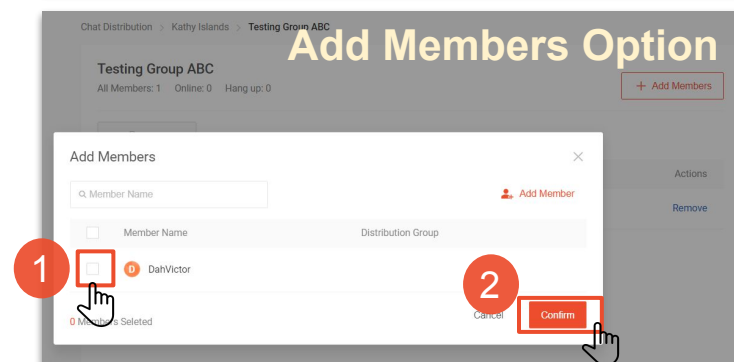 Chat Distribution > Kathy Islands > Testing Group ABC
Add Members Option
Testing Group ABC
All Members: 1 Online: 0 Hang up: 0
+ Add Members
Add Members
Actions
Member Name
Add Member
Remove
Member Name Distribution Group
1
D DahVictor
2
0 Members Seleted
Cancel Confirm